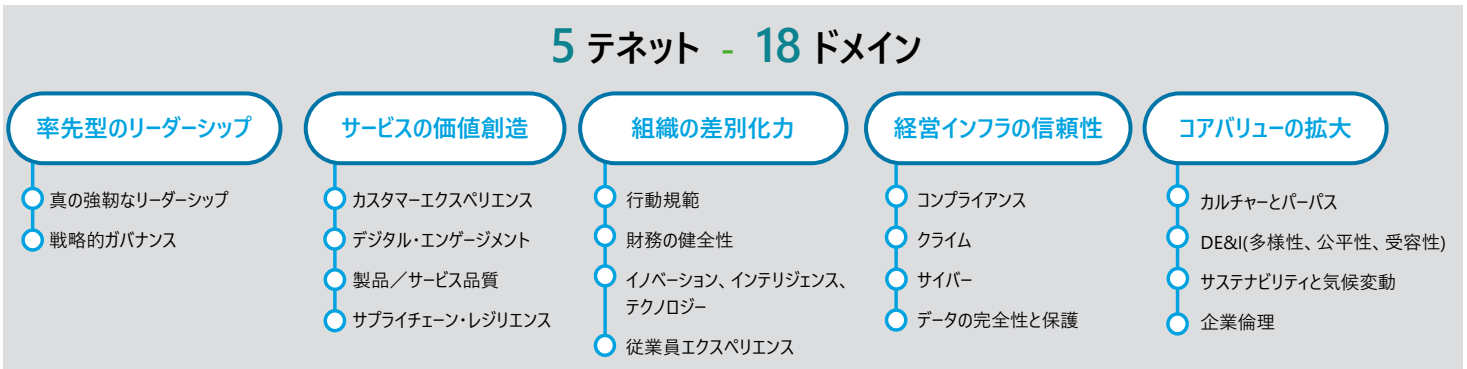 5 テネット - 18 ドメイン
率先型のリーダーシップ
真の強靭なリーダーシップ
戦略的ガバナンス
サービスの価値創造
カスタマーエクスペリエンス
デジタル・エンゲージメント
製品／サービス品質
サプライチェーン・レジリエンス
組織の差別化力
行動規範
財務の健全性
イノベーション、インテリジェンス、
テクノロジー
従業員エクスペリエンス
経営インフラの信頼性
コンプライアンス
クライム
サイバー
データの完全性と保護
コアバリューの拡大
カルチャーとパーパス
DE&I(多様性、公平性、受容性)
サステナビリティと気候変動
企業倫理